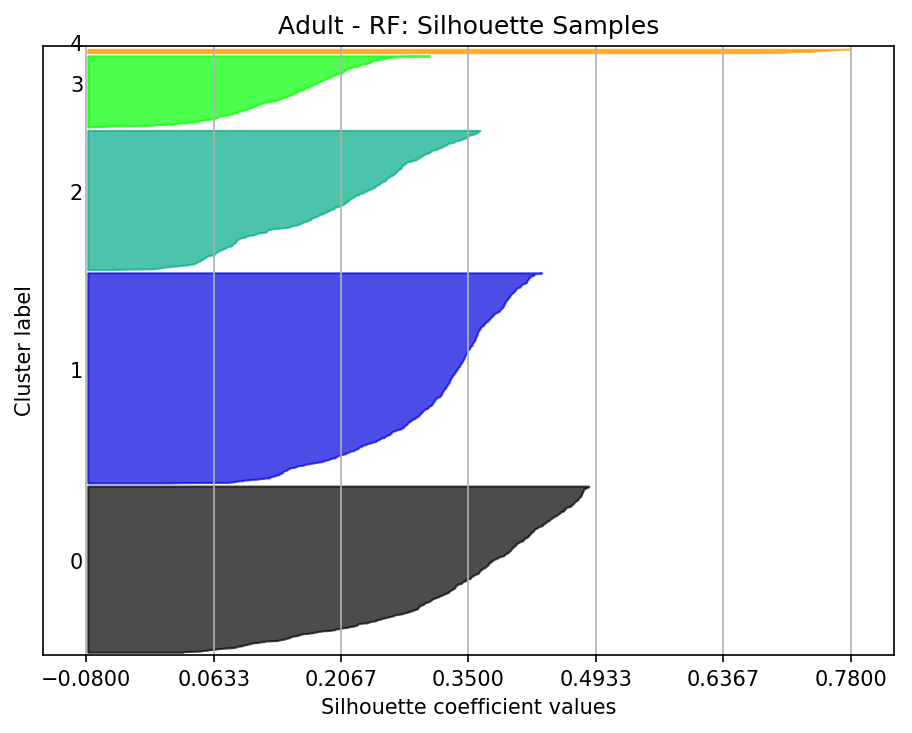 Adult - RF: Silhouette Samples
4
3
2
1
0
Cluster label
−0.0800 0.0633 0.2067 0.3500 0.4933 0.6367 0.7800
Silhouette coefficient values